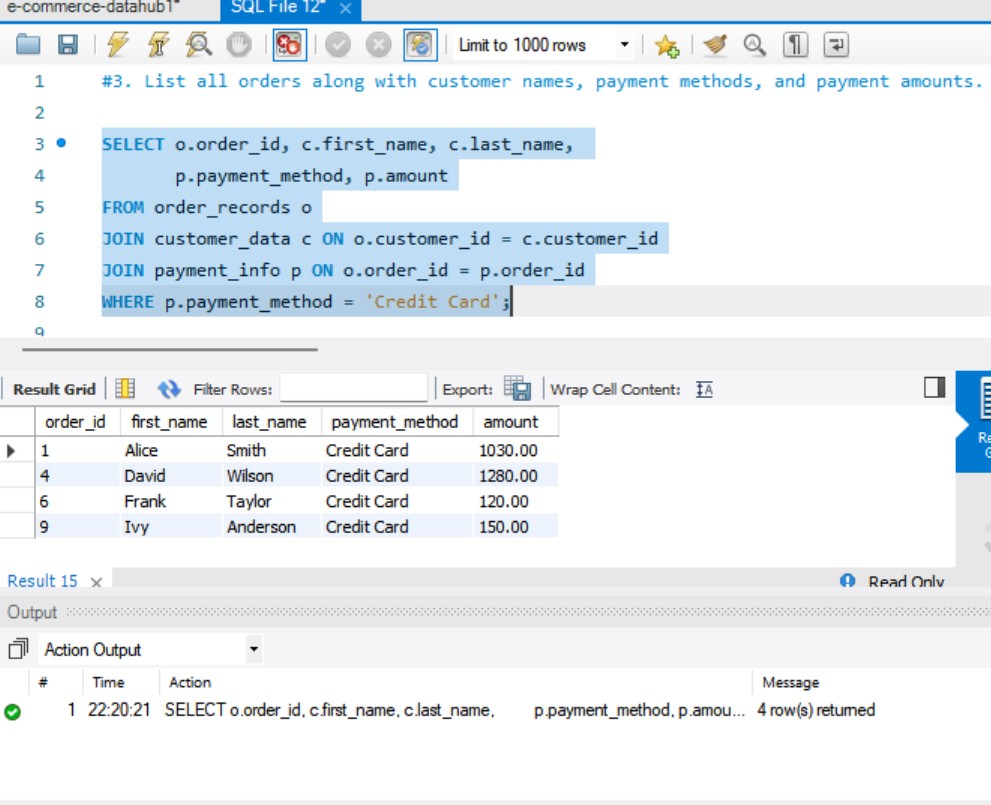 e-commerce-datahub1*
SQL File 12*
Limit to 1000 rows
1 #3. List all orders along with customer names, payment methods, and payment amounts.
2
3 SELECT o.order_id, c.first_name, c.last_name,
4 p.payment_method, p.amount
5 FROM order_records o
6 JOIN customer_data c ON o.customer_id = c.customer_id
7 JOIN payment_info p ON o.order_id = p.order_id
8 WHERE p.payment_method = 'Credit Card';
9
Result Grid Filter Rows: Export: Wrap Cell Content:
order_id first_name last_name payment_method amount
1 Alice Smith Credit Card 1030.00
4 David Wilson Credit Card 1280.00
6 Frank Taylor Credit Card 120.00
9 Ivy Anderson Credit Card 150.00
Result 15 Read Only
Output
Action Output
# Time Action Message
1 22:20:21 SELECT o.order_id, c.first_name, c.last_name, p.payment_method, p.amou... 4 row(s) returned